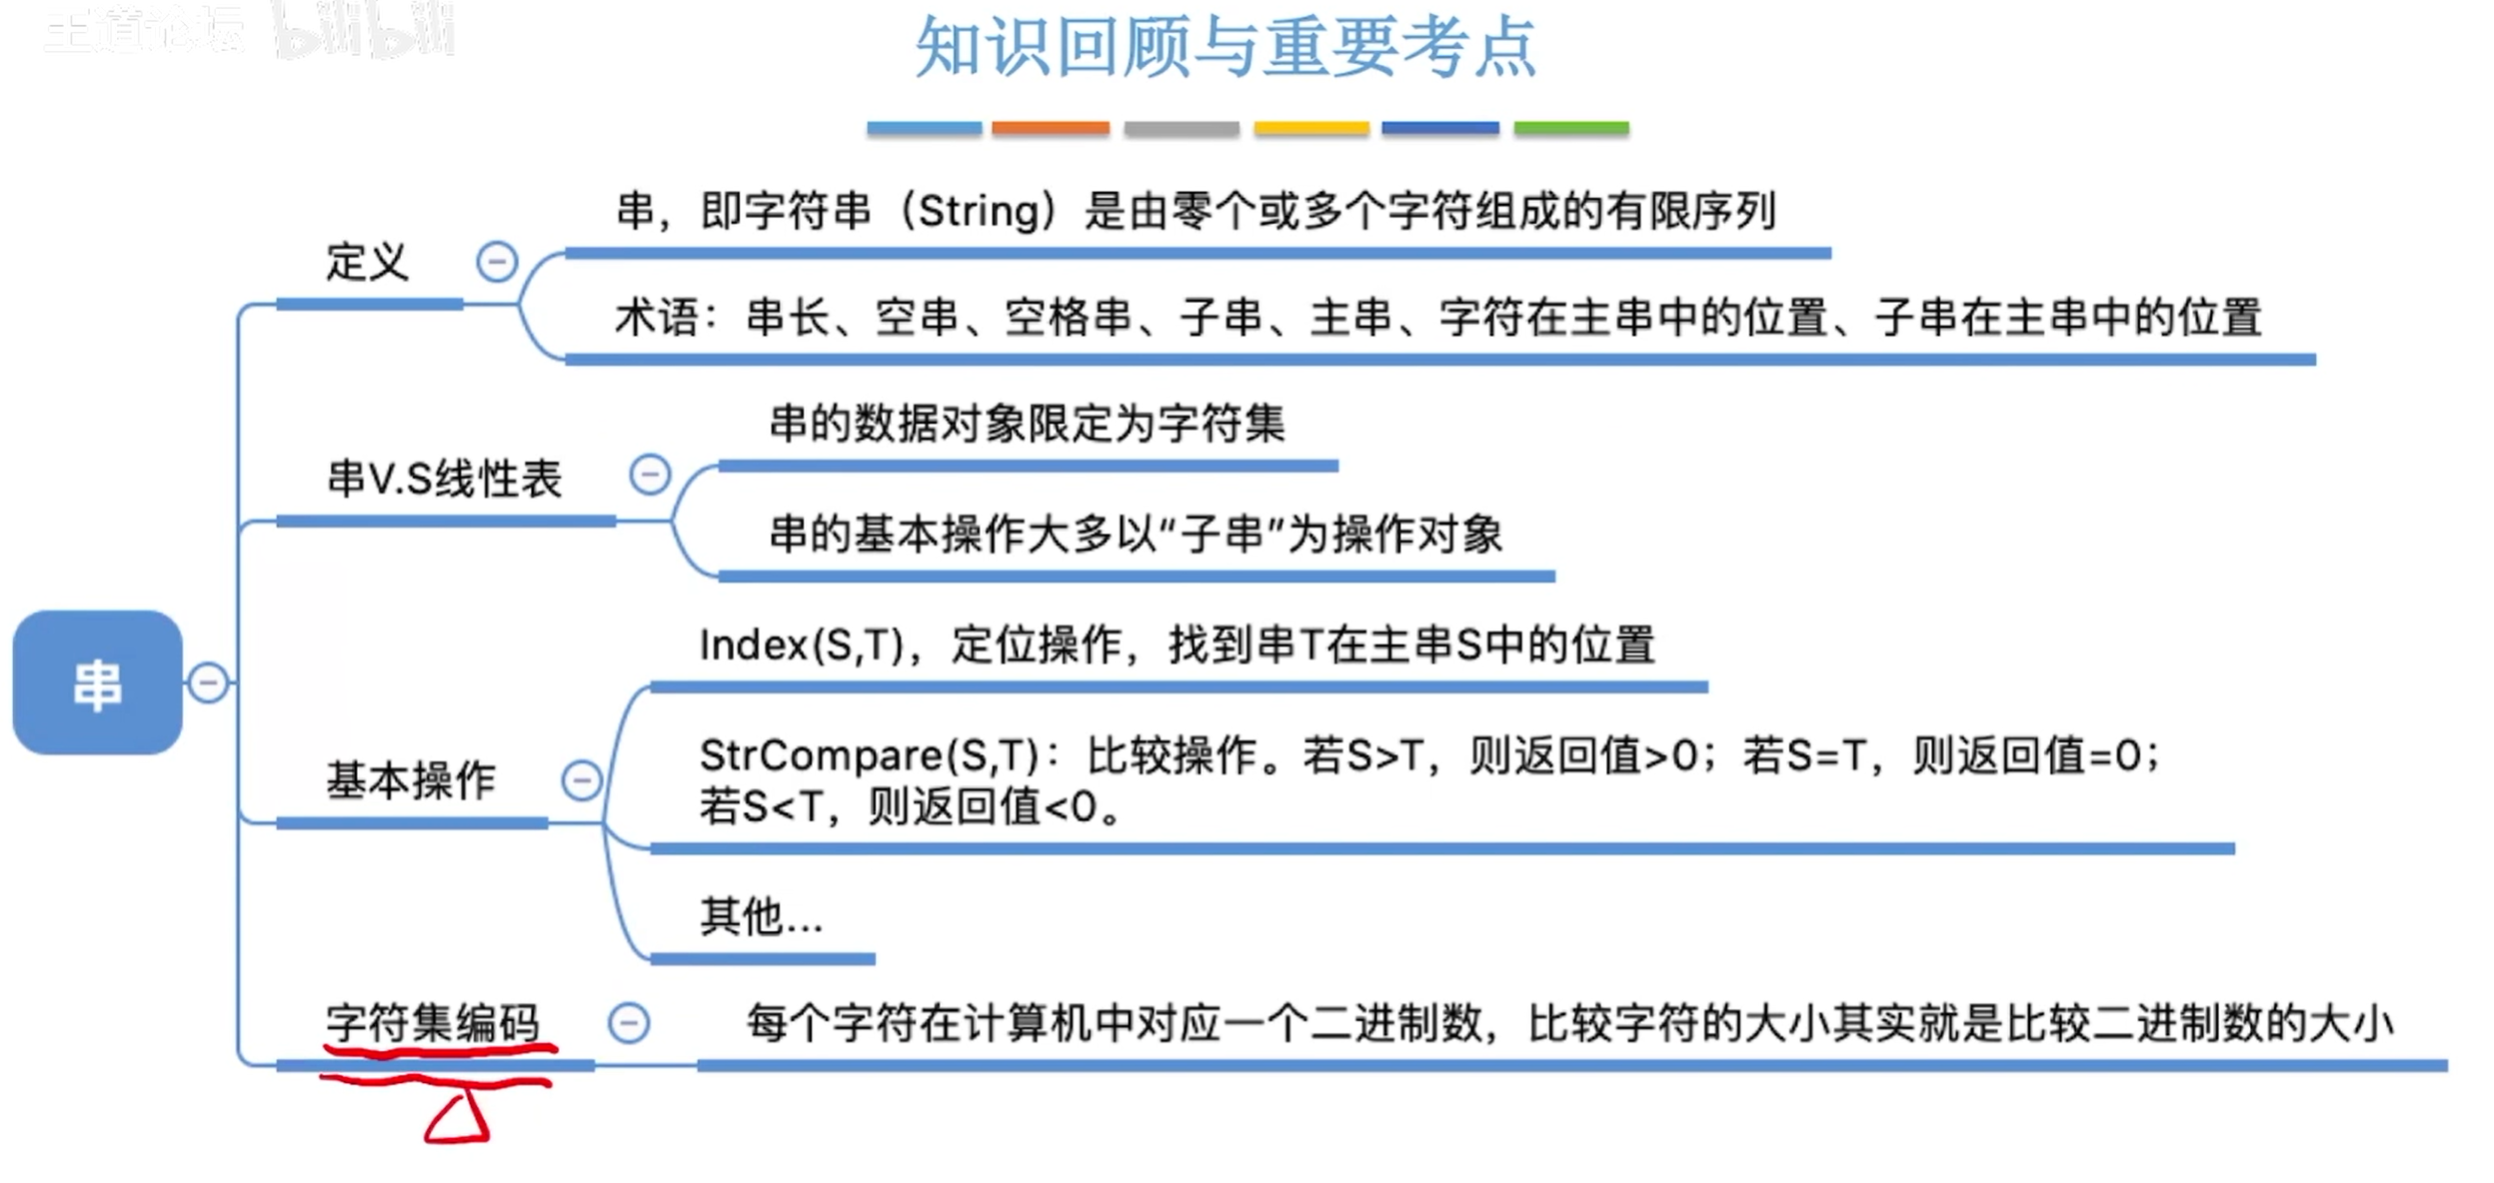 王道论坛 bilibili
知识回顾与重要考点
串，即字符串（String）是由零个或多个字符组成的有限序列
定义
术语：串长、空串、空格串、子串、主串、字符在主串中的位置、子串在主串中的位置
串的数据对象限定为字符集
串V.S线性表
串的基本操作大多以“子串”为操作对象
Index(S,T)，定位操作，找到串T在主串S中的位置
串
StrCompare(S,T)：比较操作。若S>T，则返回值>0；若S=T，则返回值=0；
若S<T，则返回值<0。
基本操作
其他...
字符集编码
每个字符在计算机中对应一个二进制数，比较字符的大小其实就是比较二进制数的大小